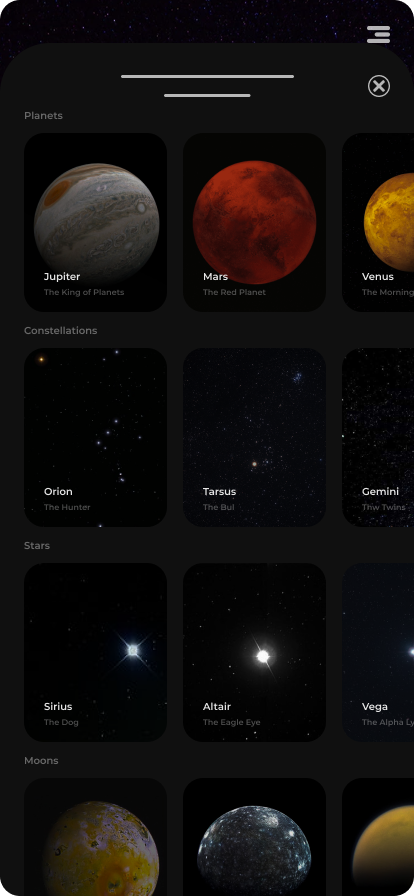 Planets
Jupiter
The King of Planets
Mars
The Red Planet
Venus
The Morning
Constellations
Orion
The Hunter
Tarsus
The Bul
Gemini
Thw Twins
Stars
Sirius
The Dog
Altair
The Eagle Eye
Vega
The Alpha Ly
Moons